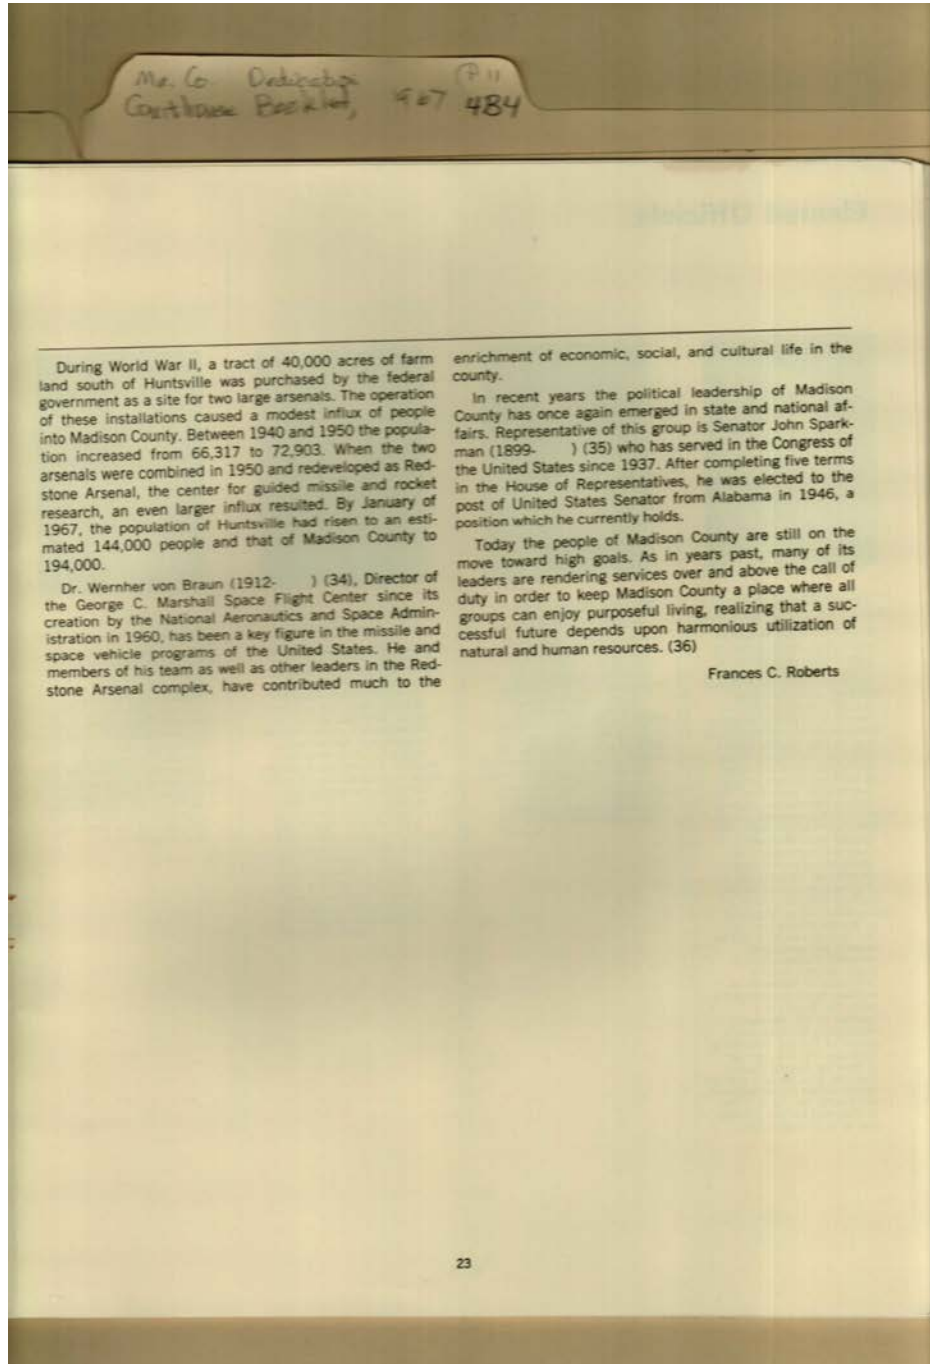 Ma. Co Dedication P 11
Courthouse Booklet, 1967 484
During World War II, a tract of 40,000 acres of farm
land south of Huntsville was purchased by the federal
government as a site for two large arsenals. The operation
of these installations caused a modest influx of people
into Madison County. Between 1940 and 1950 the popula-
tion increased from 66,317 to 72,903. When the two
arsenals were combined in 1950 and redeveloped as Red-
stone Arsenal, the center for guided missile and rocket
research, an even larger influx resulted. By January of
1967, the population of Huntsville had risen to an esti-
mated 144,000 people and that of Madison County to
194,000.
Dr. Wernher von Braun (1912- ) (34), Director of
the George C. Marshall Space Flight Center since its
creation by the National Aeronautics and Space Admin-
istration in 1960, has been a key figure in the missile and
space vehicle programs of the United States. He and
members of his team as well as other leaders in the Red-
stone Arsenal complex, have contributed much to the
enrichment of economic, social, and cultural life in the
county.
In recent years the political leadership of Madison
County has once again emerged in state and national af-
fairs. Representative of this group is Senator John Spark-
man (1899- ) (35) who has served in the Congress of
the United States since 1937. After completing five terms
in the House of Representatives, he was elected to the
post of United States Senator from Alabama in 1946, a
position which he currently holds.
Today the people of Madison County are still on the
move toward high goals. As in years past, many of its
leaders are rendering services over and above the call of
duty in order to keep Madison County a place where all
groups can enjoy purposeful living, realizing that a suc-
cessful future depends upon harmonious utilization of
natural and human resources. (36)
Frances C. Roberts
23